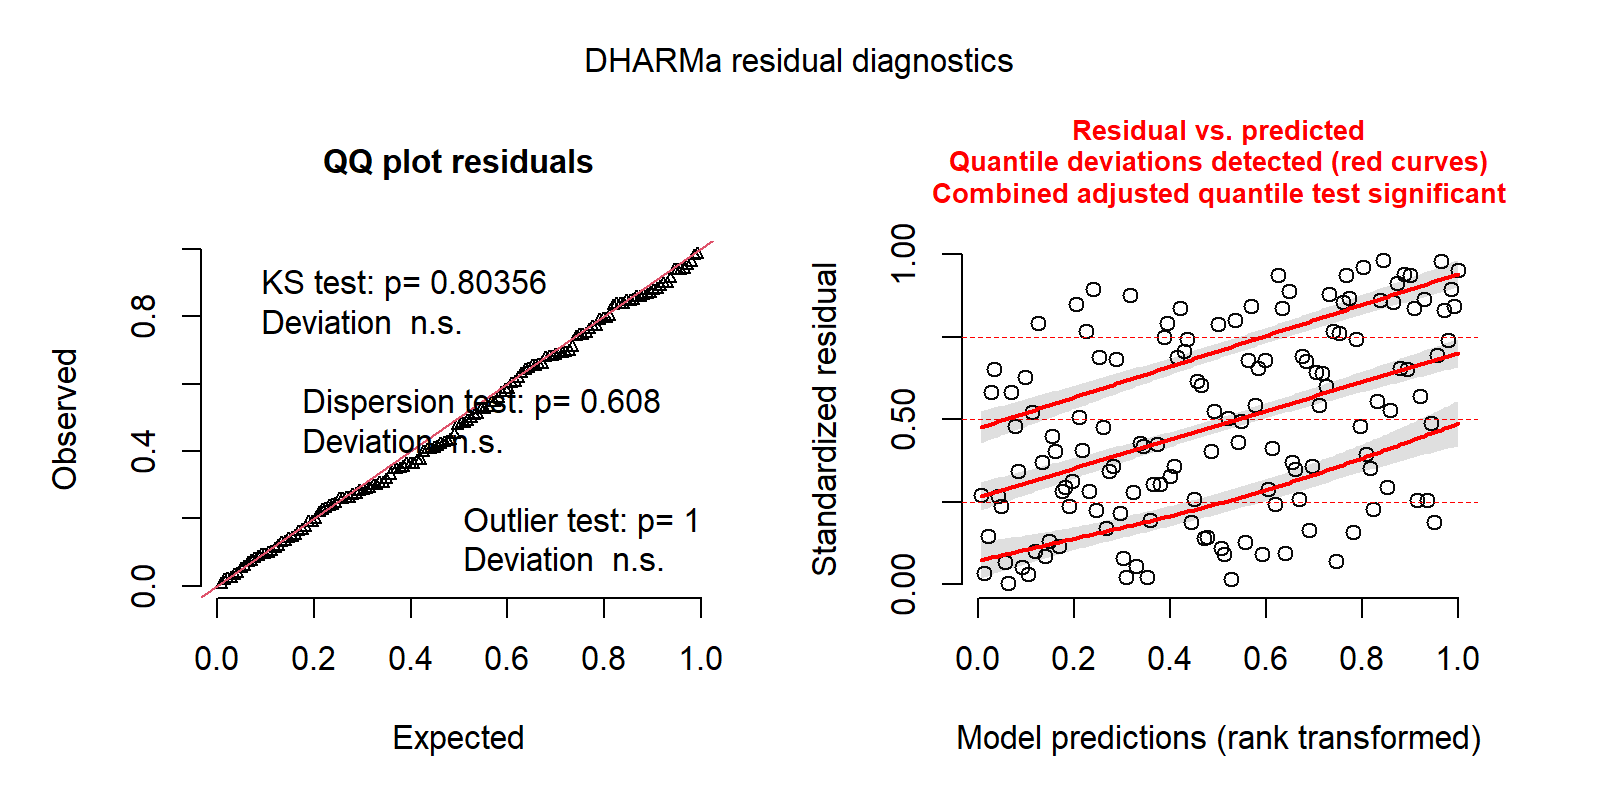 DHARMa residual diagnostics
QQ plot residuals
KS test: p= 0.80356
Deviation  n.s.
Dispersion test: p= 0.608
Deviation  n.s.
Outlier test: p= 1
Deviation  n.s.
Observed
0.0
0.4
0.8
0.0 0.2 0.4 0.6 0.8 1.0
Expected
Residual vs. predicted
Quantile deviations detected (red curves)
Combined adjusted quantile test significant
Standardized residual
0.00
0.50
1.00
0.0 0.2 0.4 0.6 0.8 1.0
Model predictions (rank transformed)